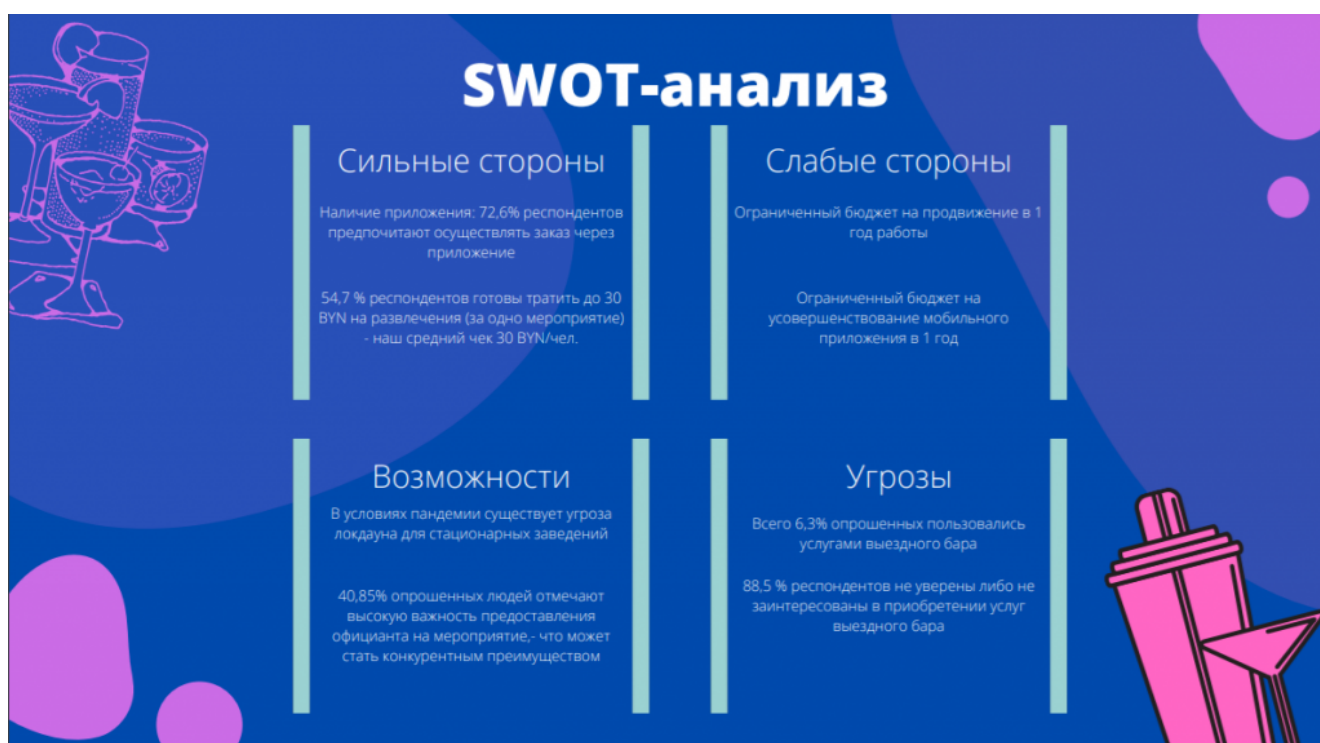 SWOT-анализ
Сильные стороны
Наличие приложения: 72,6% респондентов
предпочитают осуществлять заказ через
приложение
54,7 % респондентов готовы тратить до 30
BYN на развлечения (за одно мероприятие)
- наш средний чек 30 BYN/чел.
Слабые стороны
Ограниченный бюджет на продвижение в 1
год работы
Ограниченный бюджет на
усовершенствование мобильного
приложения в 1 год
Возможности
В условиях пандемии существует угроза
локдауна для стационарных заведений
40,85% опрошенных людей отмечают
высокую важность предоставления
официанта на мероприятие,- что может
стать конкурентным преимуществом
Угрозы
Всего 6,3% опрошенных пользовались
услугами выездного бара
88,5 % респондентов не уверены либо не
заинтересованы в приобретении услуг
выездного бара